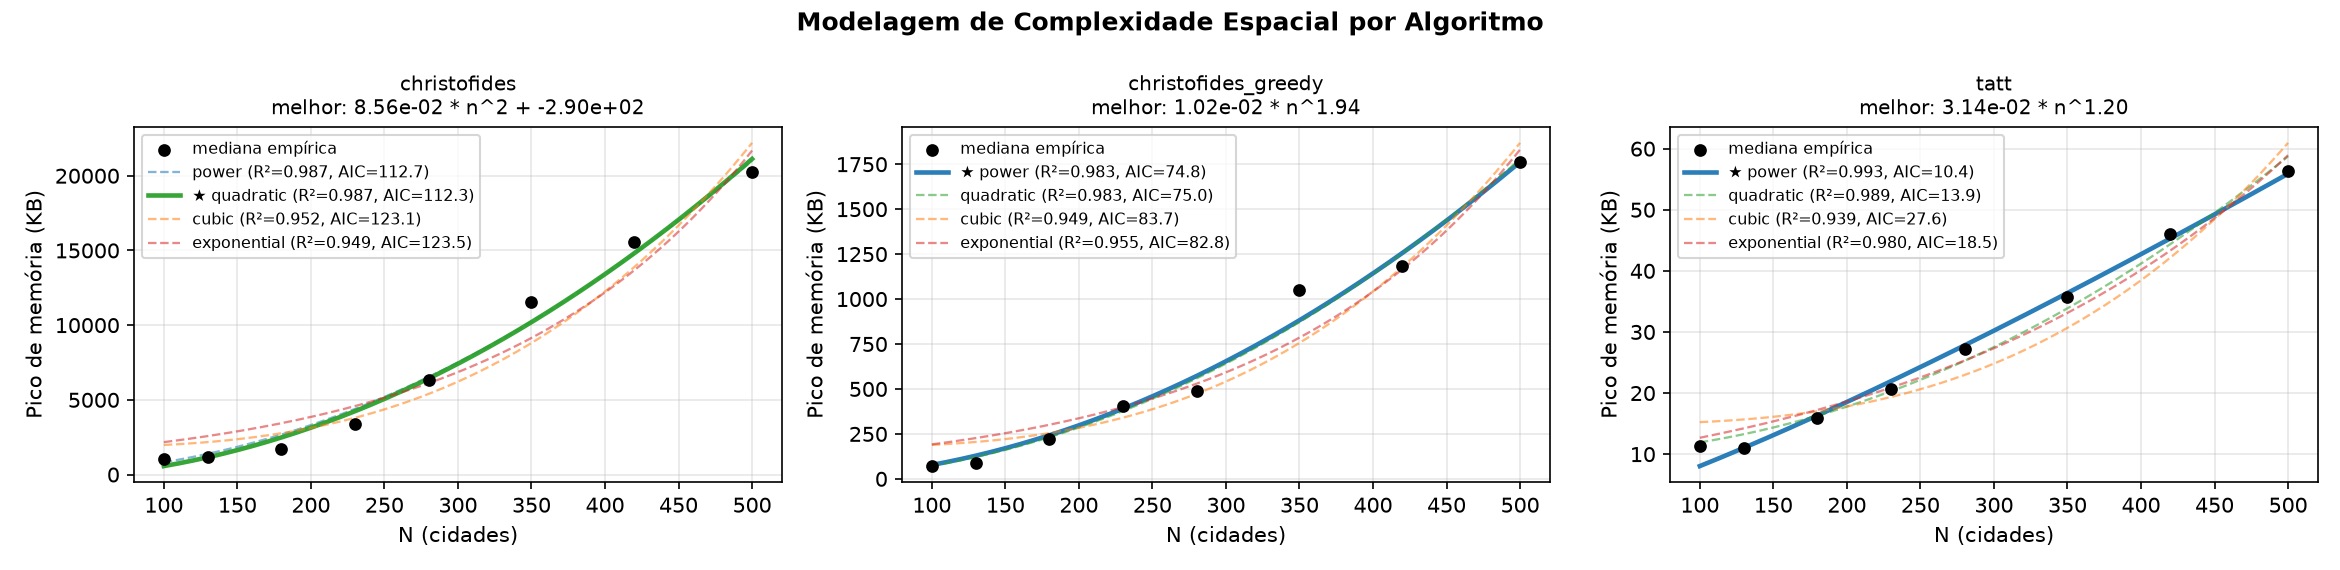 Modelagem de Complexidade Espacial por Algoritmo
christofides
melhor: 8.56e-02 * n^2 + -2.90e+02
mediana empírica
power (R²=0.987, AIC=112.7)
★ quadratic (R²=0.987, AIC=112.3)
cubic (R²=0.952, AIC=123.1)
exponential (R²=0.949, AIC=123.5)
Pico de memória (KB)
20000
15000
10000
5000
0
100 150 200 250 300 350 400 450 500
N (cidades)
christofides_greedy
melhor: 1.02e-02 * n^1.94
mediana empírica
★ power (R²=0.983, AIC=74.8)
quadratic (R²=0.983, AIC=75.0)
cubic (R²=0.949, AIC=83.7)
exponential (R²=0.955, AIC=82.8)
Pico de memória (KB)
1750
1500
1250
1000
750
500
250
0
100 150 200 250 300 350 400 450 500
N (cidades)
tatt
melhor: 3.14e-02 * n^1.20
mediana empírica
★ power (R²=0.993, AIC=10.4)
quadratic (R²=0.989, AIC=13.9)
cubic (R²=0.939, AIC=27.6)
exponential (R²=0.980, AIC=18.5)
Pico de memória (KB)
60
50
40
30
20
10
100 150 200 250 300 350 400 450 500
N (cidades)